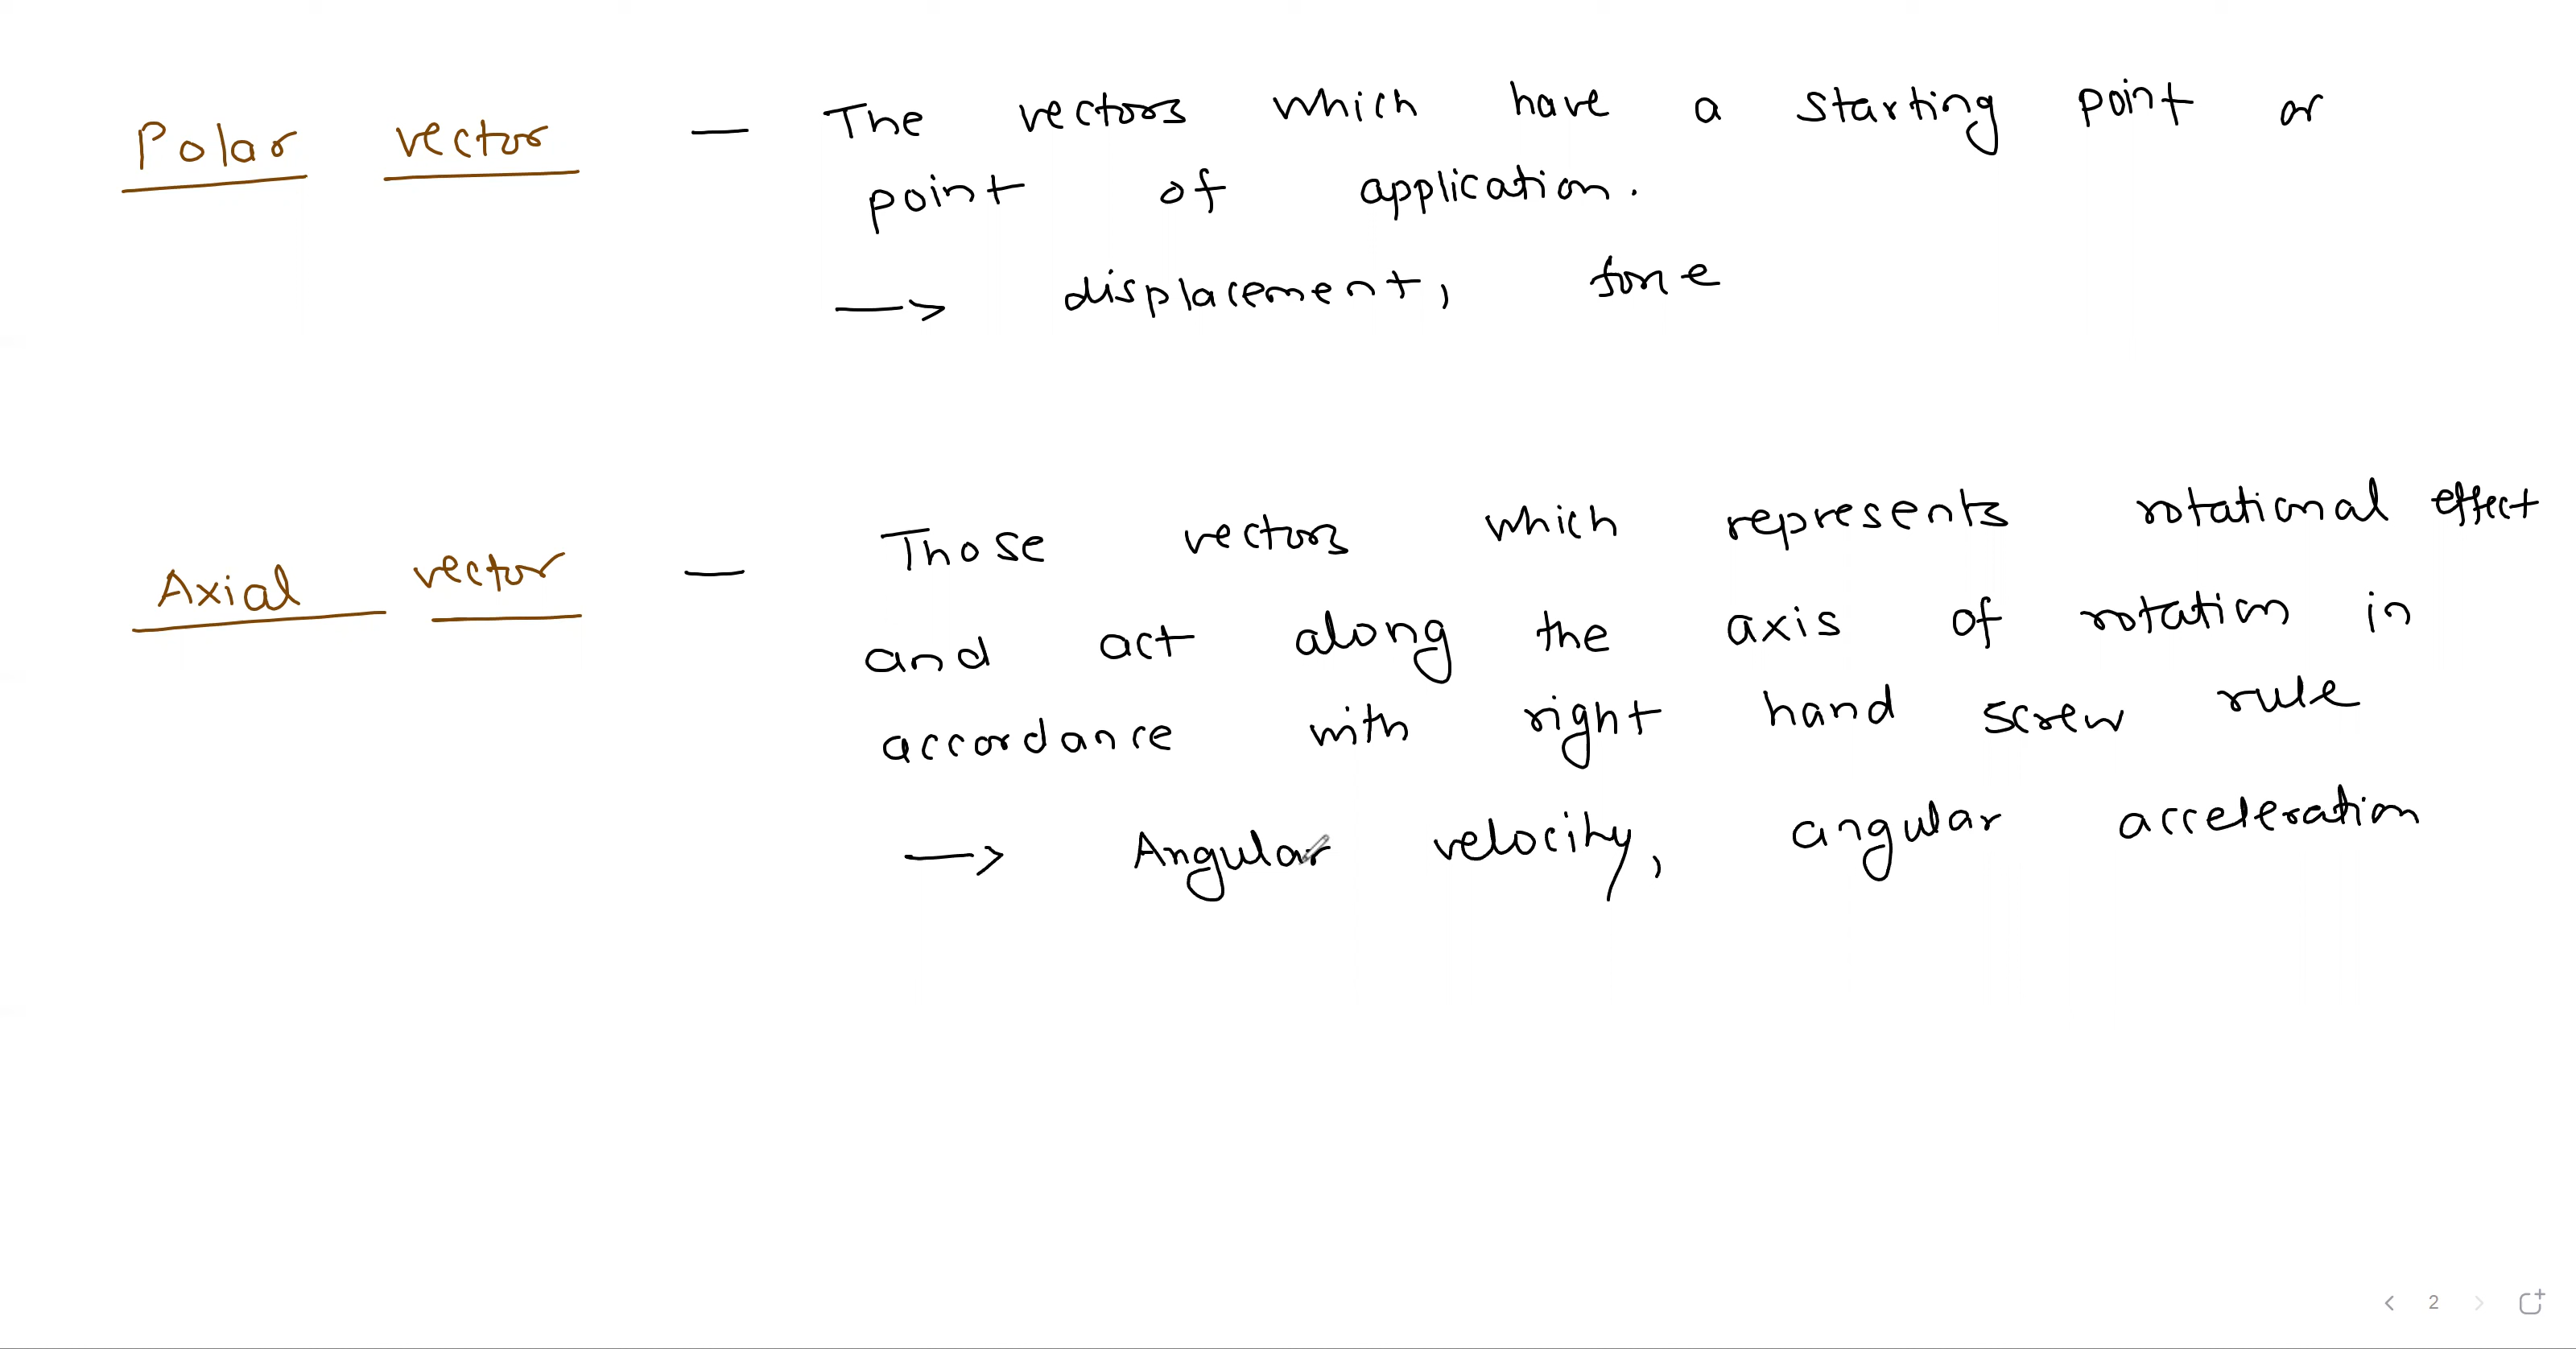 Polar vector — The vectors which have a starting point or
point of application.
→ displacement, force
Axial vector — Those vectors which represents rotational effect
and act along the axis of rotation in
accordance with right hand screw rule
→ Angular velocity, angular acceleration
2